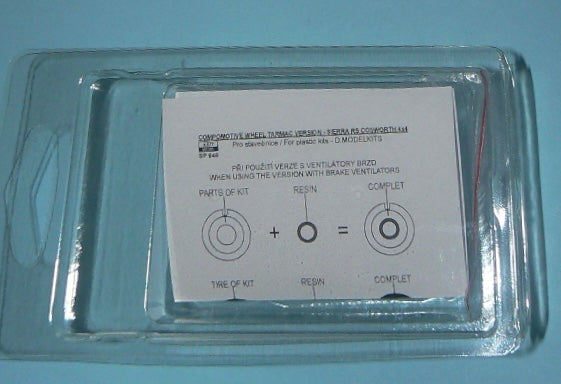 COMPOMOTIVE WHEEL TARMAC VERSION - SIERRA RS COSWORTH 4x4
Pro stavebnice / For plastic kits - D.MODELKITS
PŘI POUŽITÍ VERZE S VENTILÁTORY BRZD
WHEN USING THE VERSION WITH BRAKE VENTILATORS
PARTS OF KIT RESIN COMPLET
+ =
TYRE OF KIT RESIN COMPLET